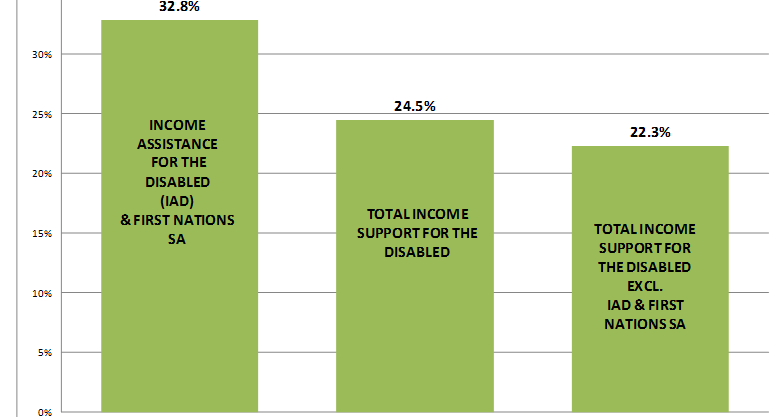 32.8%
30%
24.5%
25%
22.3%
20%
15%
10%
5%
0%
INCOME
ASSISTANCE
FOR THE
DISABLED
(IAD)
& FIRST NATIONS
SA
TOTAL INCOME
SUPPORT FOR THE
DISABLED
TOTAL INCOME
SUPPORT FOR
THE DISABLED
EXCL.
IAD & FIRST
NATIONS SA